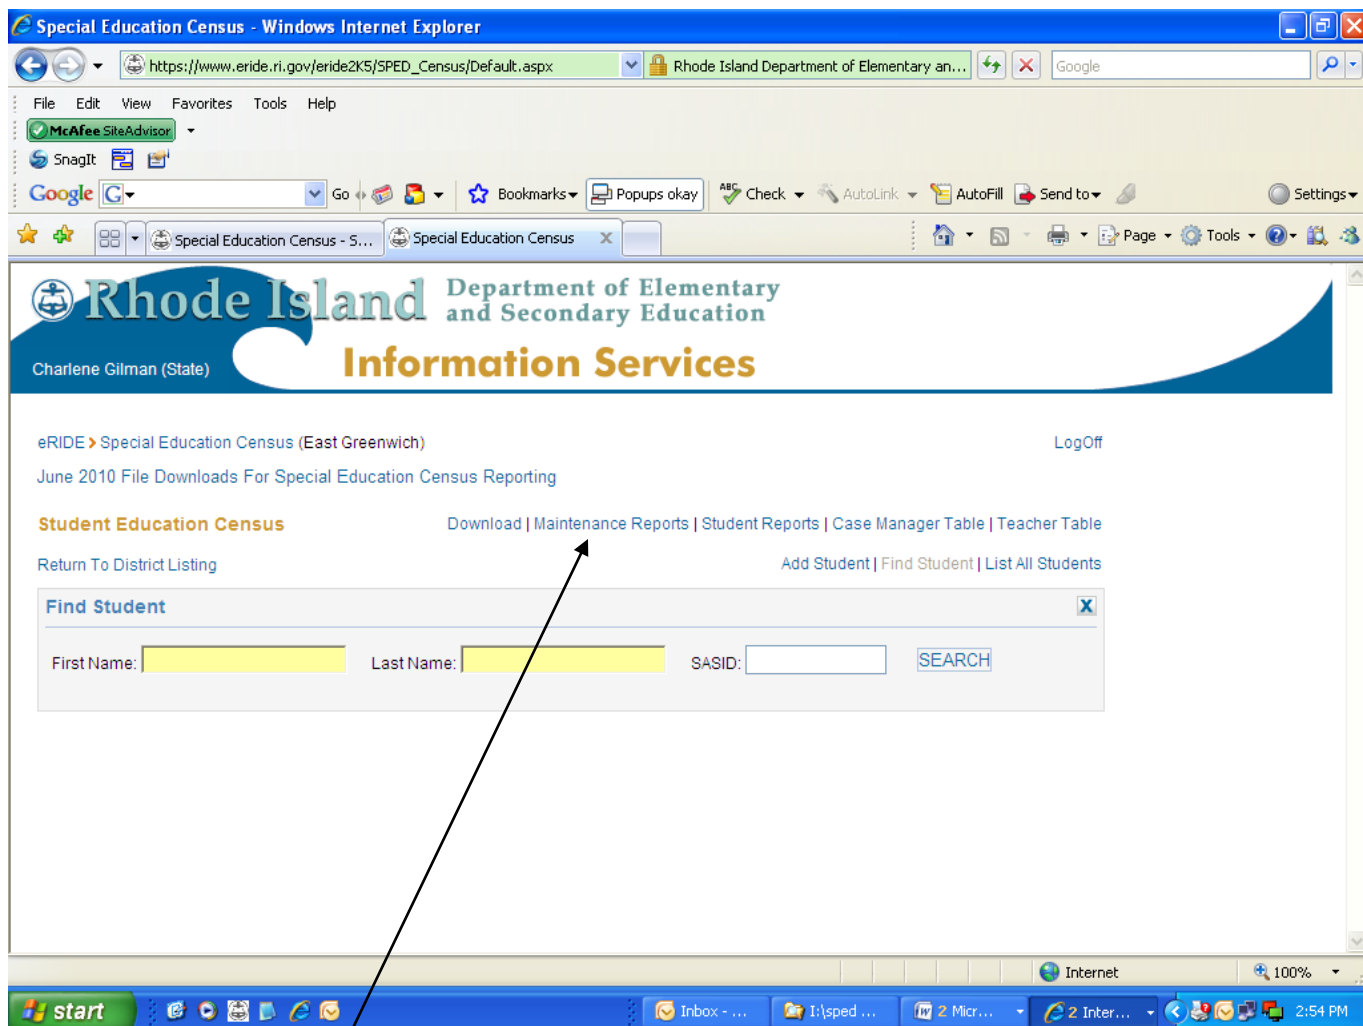 Special Education Census - Windows Internet Explorer
https://www.eride.ri.gov/eride2K5/SPED_Census/Default.aspx Rhode Island Department of Elementary an... Google
File Edit View Favorites Tools Help
McAfee SiteAdvisor
SnagIt
Google G Go Bookmarks Popups okay ABC Check AutoLink AutoFill Send to Settings
Special Education Census - S... Special Education Census X Page Tools
Rhode Island Department of Elementary
and Secondary Education
Information Services
Charlene Gilman (State)
eRIDE > Special Education Census (East Greenwich) LogOff
June 2010 File Downloads For Special Education Census Reporting
Student Education Census Download | Maintenance Reports | Student Reports | Case Manager Table | Teacher Table
Return To District Listing Add Student | Find Student | List All Students
Find Student X
First Name: Last Name: SASID: SEARCH
Internet 100%
start Inbox - ... I:\sped ... 2 Micr... 2 Inter... 2:54 PM